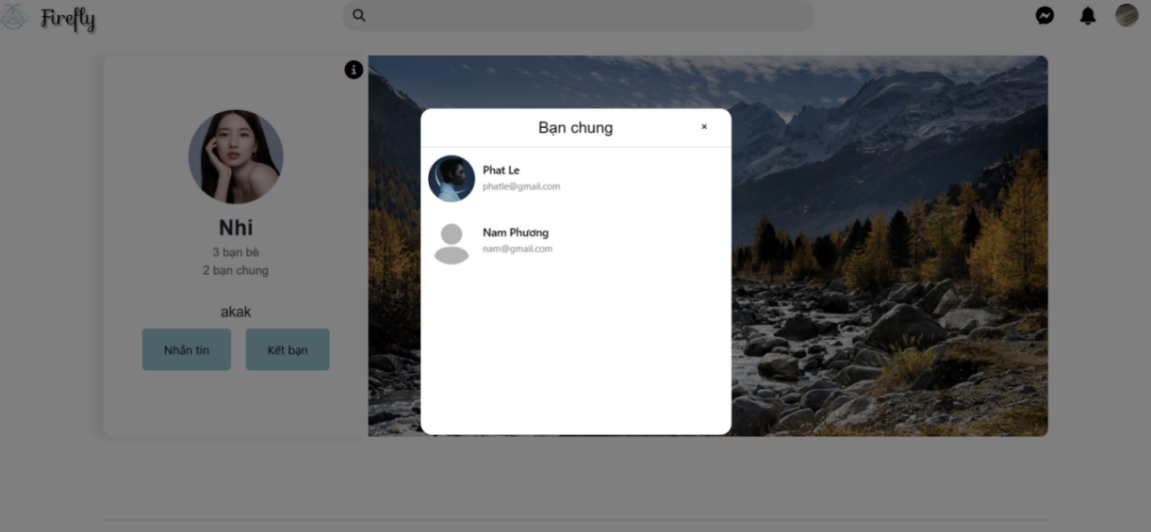 Firefly
Nhi
3 bạn bè
2 bạn chung
akak
Nhắn tin
Kết bạn
Bạn chung
×
Phat Le
phatle@gmail.com
Nam Phương
nam@gmail.com